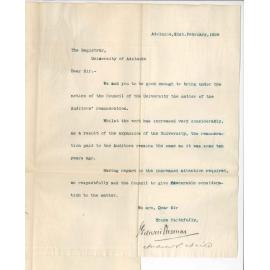 Adelaide, 21st. February, 1929
The Registrar,
University of Adelaide
Dear Sir:-
We ask you to be good enough to bring under the
notice of the Council of the University the matter of the
Auditors' remuneration.
Whilst the work has increased very considerably,
as a result of the expansion of the University, the remunera-
tion paid to the Auditors remains the same as it was some ten
years ago.
Having regard to the increased attention required,
we respectfully ask the Council to give favourable considera-
tion to the matter.
We are, Dear Sir
Yours faithfully,